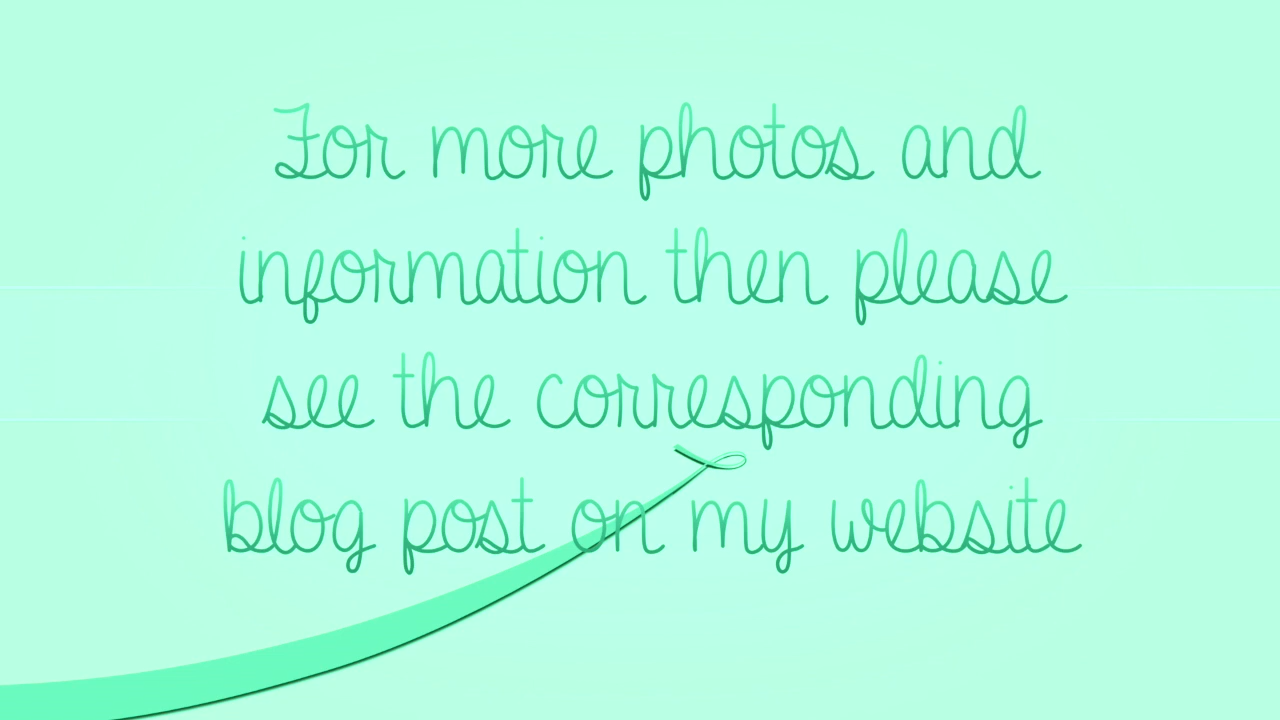 For more photos and
information then please
see the corresponding
blog post on my website